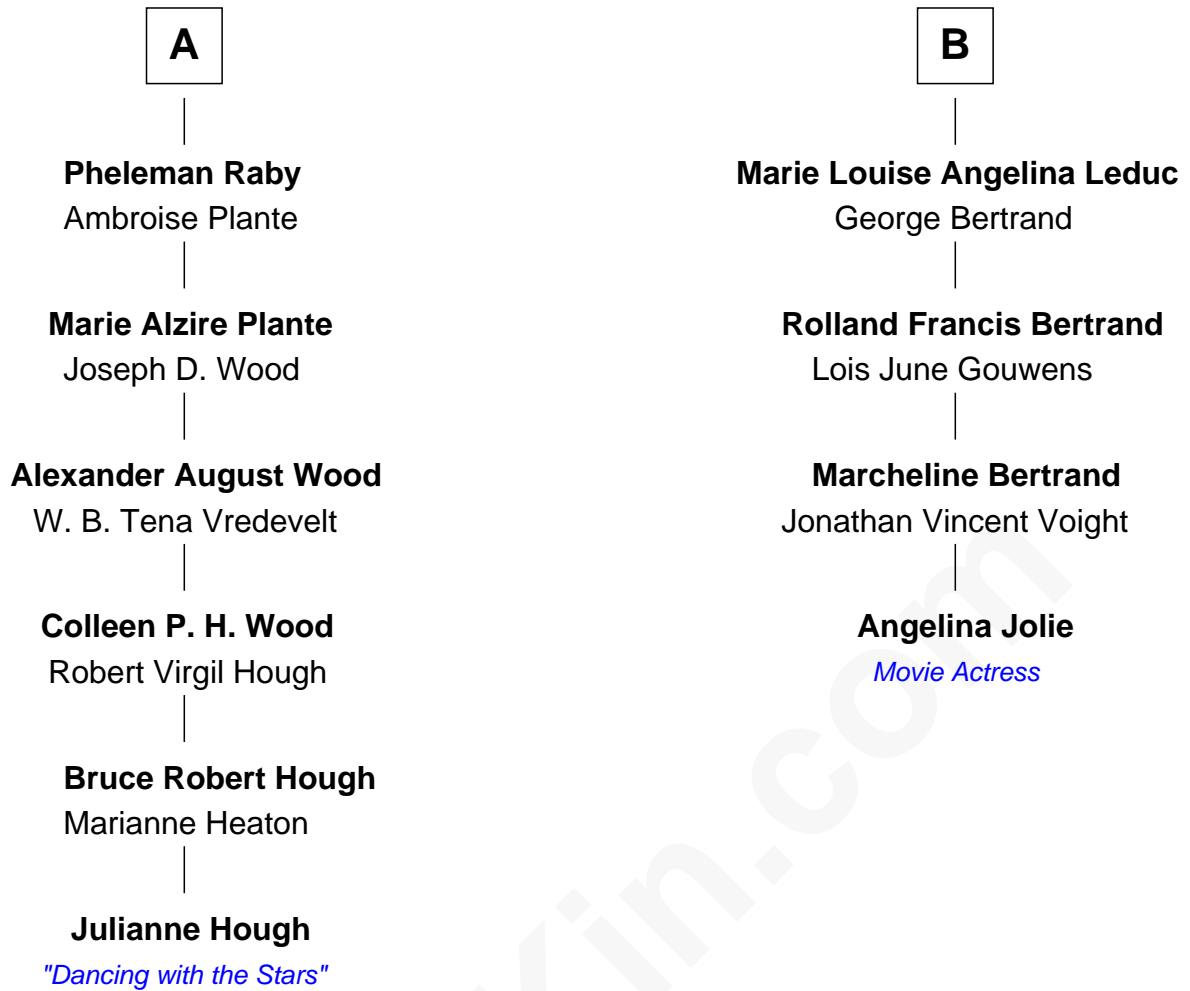 A
Pheleman Raby
Ambroise Plante
Marie Alzire Plante
Joseph D. Wood
Alexander August Wood
W. B. Tena Vredevelt
Colleen P. H. Wood
Robert Virgil Hough
Bruce Robert Hough
Marianne Heaton
Julianne Hough
"Dancing with the Stars"
B
Marie Louise Angelina Leduc
George Bertrand
Rolland Francis Bertrand
Lois June Gouwens
Marcheline Bertrand
Jonathan Vincent Voight
Angelina Jolie
Movie Actress